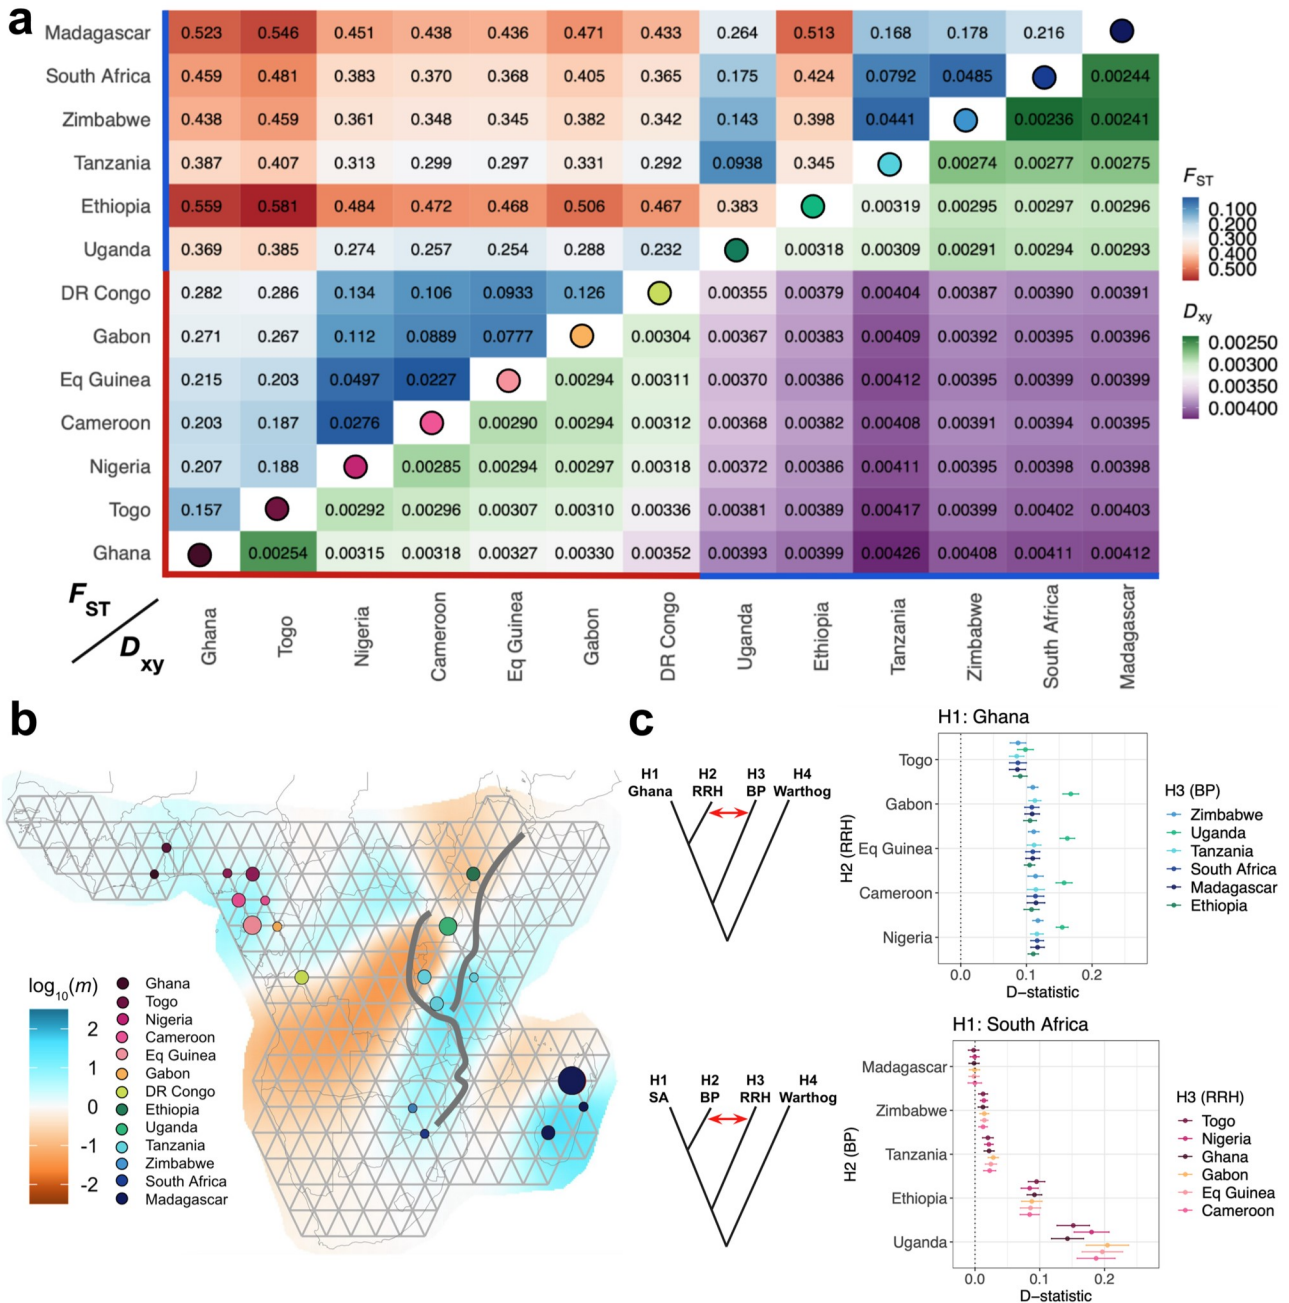 a
Madagascar 0.523 0.546 0.451 0.438 0.436 0.471 0.433 0.264 0.513 0.168 0.178 0.216
South Africa 0.459 0.481 0.383 0.370 0.368 0.405 0.365 0.175 0.424 0.0792 0.0485 0.00244
Zimbabwe 0.438 0.459 0.361 0.348 0.345 0.382 0.342 0.143 0.398 0.0441 0.00236 0.00241
Tanzania 0.387 0.407 0.313 0.299 0.297 0.331 0.292 0.0938 0.345 0.00274 0.00277 0.00275
Ethiopia 0.559 0.581 0.484 0.472 0.468 0.506 0.467 0.383 0.00319 0.00295 0.00297 0.00296
Uganda 0.369 0.385 0.274 0.257 0.254 0.288 0.232 0.00318 0.00309 0.00291 0.00294 0.00293
DR Congo 0.282 0.286 0.134 0.106 0.0933 0.126 0.00355 0.00379 0.00404 0.00387 0.00390 0.00391
Gabon 0.271 0.267 0.112 0.0889 0.0777 0.00304 0.00367 0.00383 0.00409 0.00392 0.00395 0.00396
Eq Guinea 0.215 0.203 0.0497 0.0227 0.00294 0.00311 0.00370 0.00386 0.00412 0.00395 0.00399 0.00399
Cameroon 0.203 0.187 0.0276 0.00290 0.00294 0.00312 0.00368 0.00382 0.00408 0.00391 0.00394 0.00395
Nigeria 0.207 0.188 0.00285 0.00294 0.00297 0.00318 0.00372 0.00386 0.00411 0.00395 0.00398 0.00398
Togo 0.157 0.00292 0.00296 0.00307 0.00310 0.00336 0.00381 0.00389 0.00417 0.00399 0.00402 0.00403
Ghana 0.00254 0.00315 0.00318 0.00327 0.00330 0.00352 0.00393 0.00399 0.00426 0.00408 0.00411 0.00412
FST
Dxy
Ghana Togo Nigeria Cameroon Eq Guinea Gabon DR Congo Uganda Ethiopia Tanzania Zimbabwe South Africa Madagascar
FST
0.100
0.200
0.300
0.400
0.500
Dxy
0.00250
0.00300
0.00350
0.00400
b
log10(m)
2
1
0
-1
-2
Ghana
Togo
Nigeria
Cameroon
Eq Guinea
Gabon
DR Congo
Ethiopia
Uganda
Tanzania
Zimbabwe
South Africa
Madagascar
c
H1 H2 H3 H4
Ghana RRH BP Warthog
H1: Ghana
H2 (RRH)
Togo
Gabon
Eq Guinea
Cameroon
Nigeria
0.0 0.1 0.2
D−statistic
H3 (BP)
Zimbabwe
Uganda
Tanzania
South Africa
Madagascar
Ethiopia
H1 H2 H3 H4
SA BP RRH Warthog
H1: South Africa
H2 (BP)
Madagascar
Zimbabwe
Tanzania
Ethiopia
Uganda
0.0 0.1 0.2
D−statistic
H3 (RRH)
Togo
Nigeria
Ghana
Gabon
Eq Guinea
Cameroon